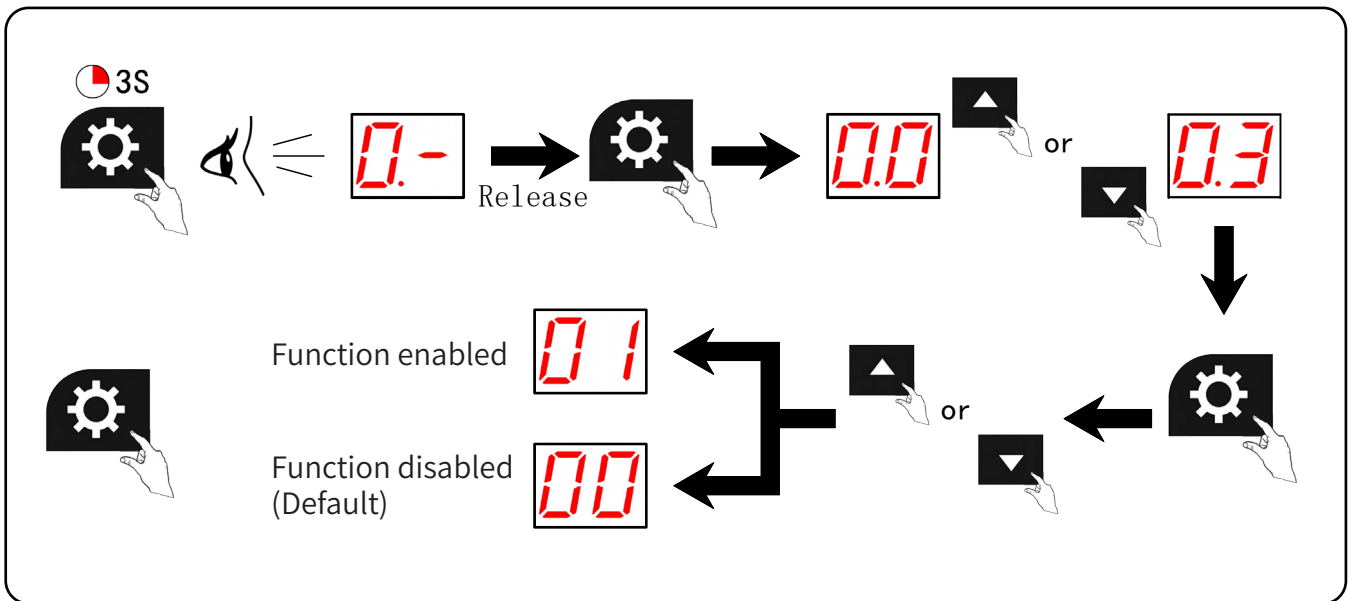 3S
0.-
Release
0.0
or
0.3
Function enabled
01
or
Function disabled
(Default)
00